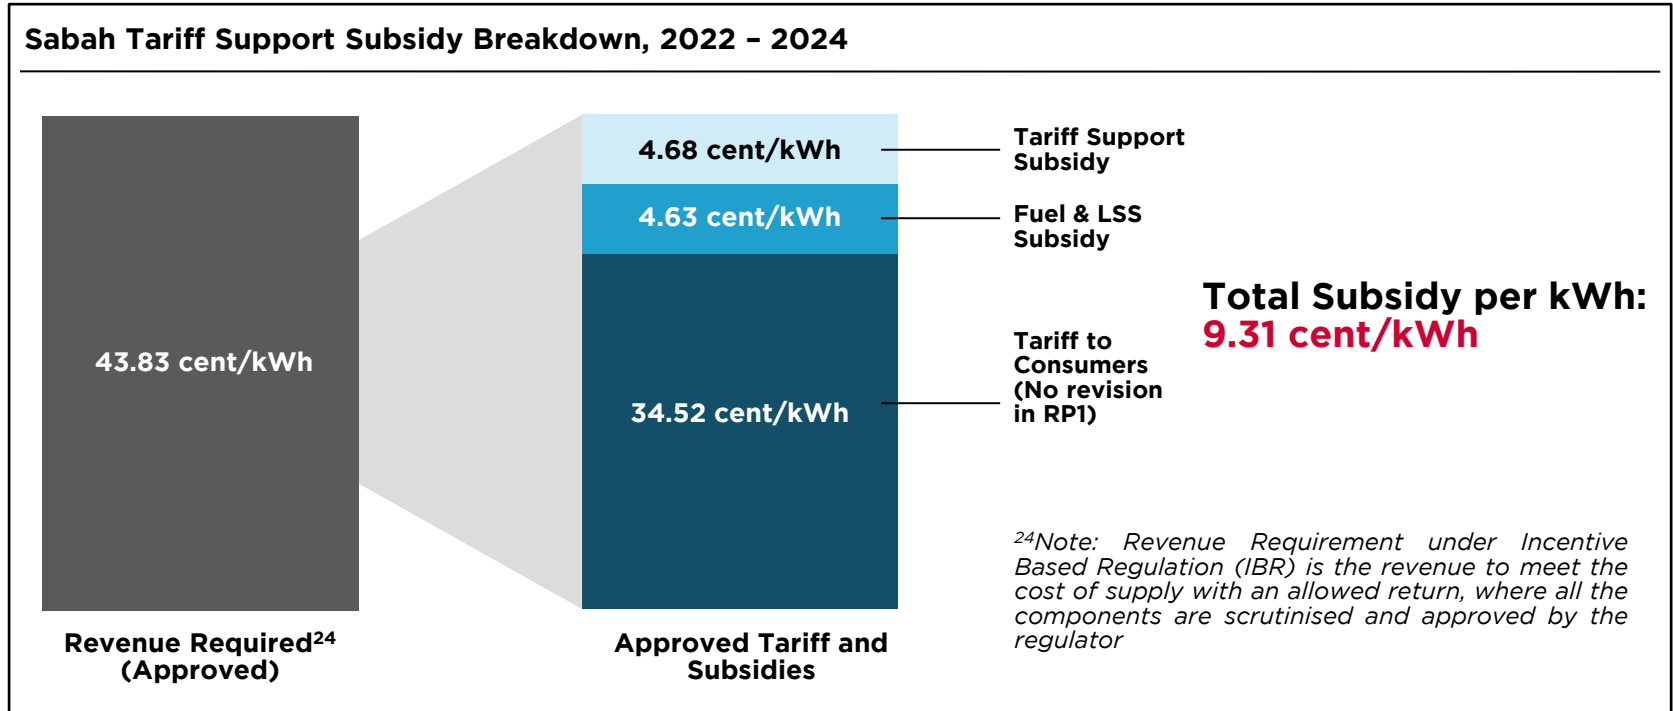 Sabah Tariff Support Subsidy Breakdown, 2022 – 2024
43.83 cent/kWh
Revenue Required24
(Approved)
4.68 cent/kWh
4.63 cent/kWh
34.52 cent/kWh
Approved Tariff and
Subsidies
Tariff Support
Subsidy
Fuel & LSS
Subsidy
Tariff to
Consumers
(No revision
in RP1)
Total Subsidy per kWh:
9.31 cent/kWh
24Note: Revenue Requirement under Incentive
Based Regulation (IBR) is the revenue to meet the
cost of supply with an allowed return, where all the
components are scrutinised and approved by the
regulator